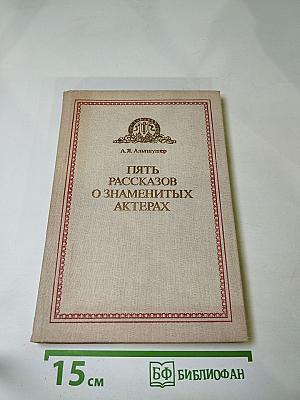 А. Я. Альтшуллер
ПЯТЬ
РАССКАЗОВ
О ЗНАМЕНИТЫХ
АКТЕРАХ
15 см
БФ БИБЛИОФАН